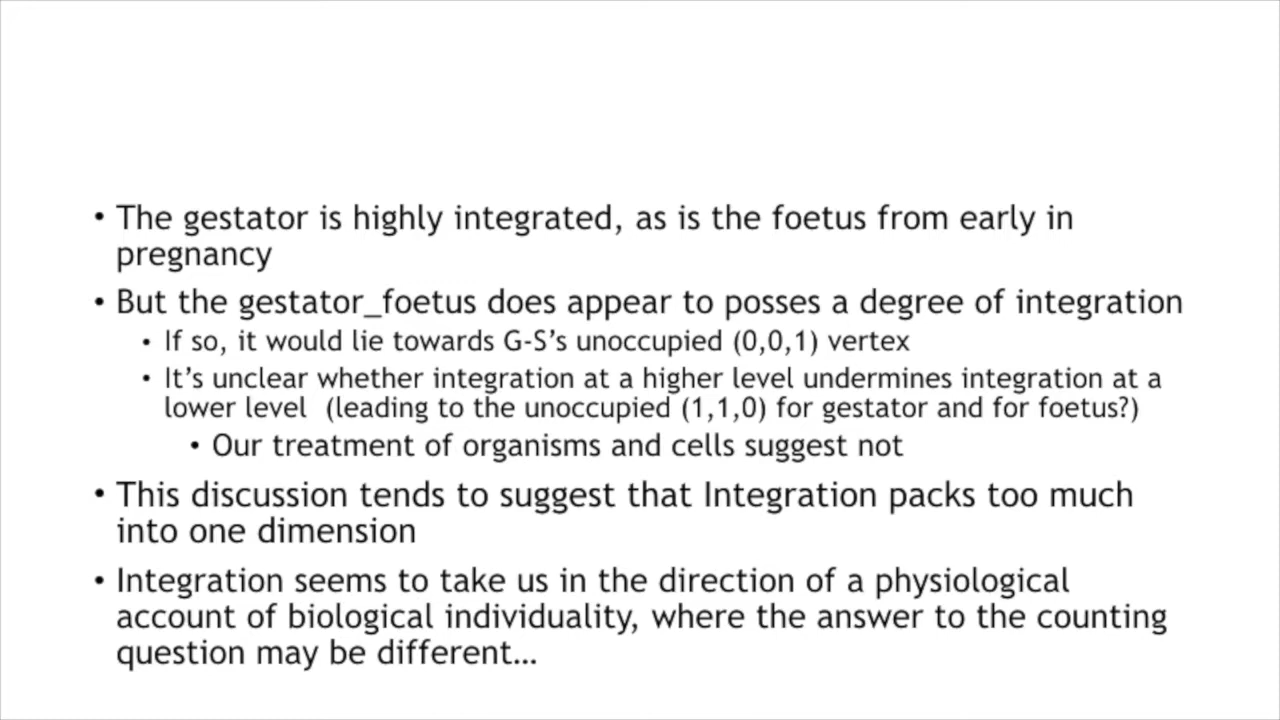 • The gestator is highly integrated, as is the foetus from early in
pregnancy
• But the gestator_foetus does appear to posses a degree of integration
• If so, it would lie towards G-S’s unoccupied (0,0,1) vertex
• It’s unclear whether integration at a higher level undermines integration at a
lower level (leading to the unoccupied (1,1,0) for gestator and for foetus?)
• Our treatment of organisms and cells suggest not
• This discussion tends to suggest that Integration packs too much
into one dimension
• Integration seems to take us in the direction of a physiological
account of biological individuality, where the answer to the counting
question may be different…